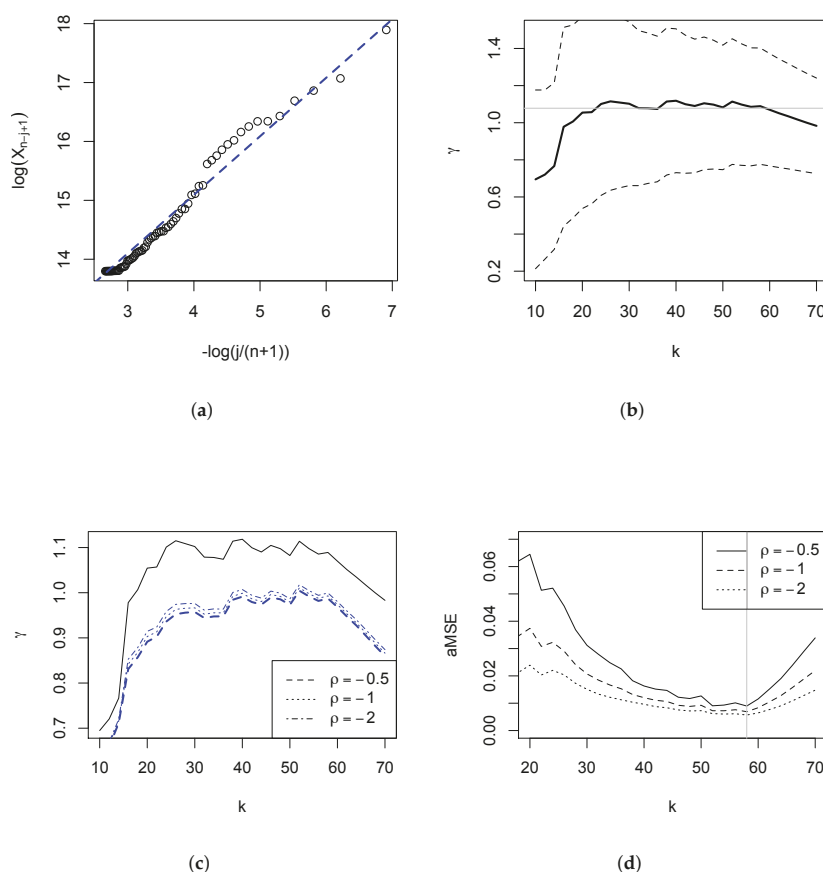 log(X_{n−j+1})
14 15 16 17 18
3 4 5 6 7
-log(j/(n+1))
(a)
γ
0.2 0.6 1.0 1.4
10 20 30 40 50 60 70
k
(b)
γ
0.7 0.8 0.9 1.0 1.1
10 20 30 40 50 60 70
k
ρ = −0.5
ρ = −1
ρ = −2
(c)
aMSE
0.00 0.02 0.04 0.06
20 30 40 50 60 70
k
ρ = −0.5
ρ = −1
ρ = −2
(d)